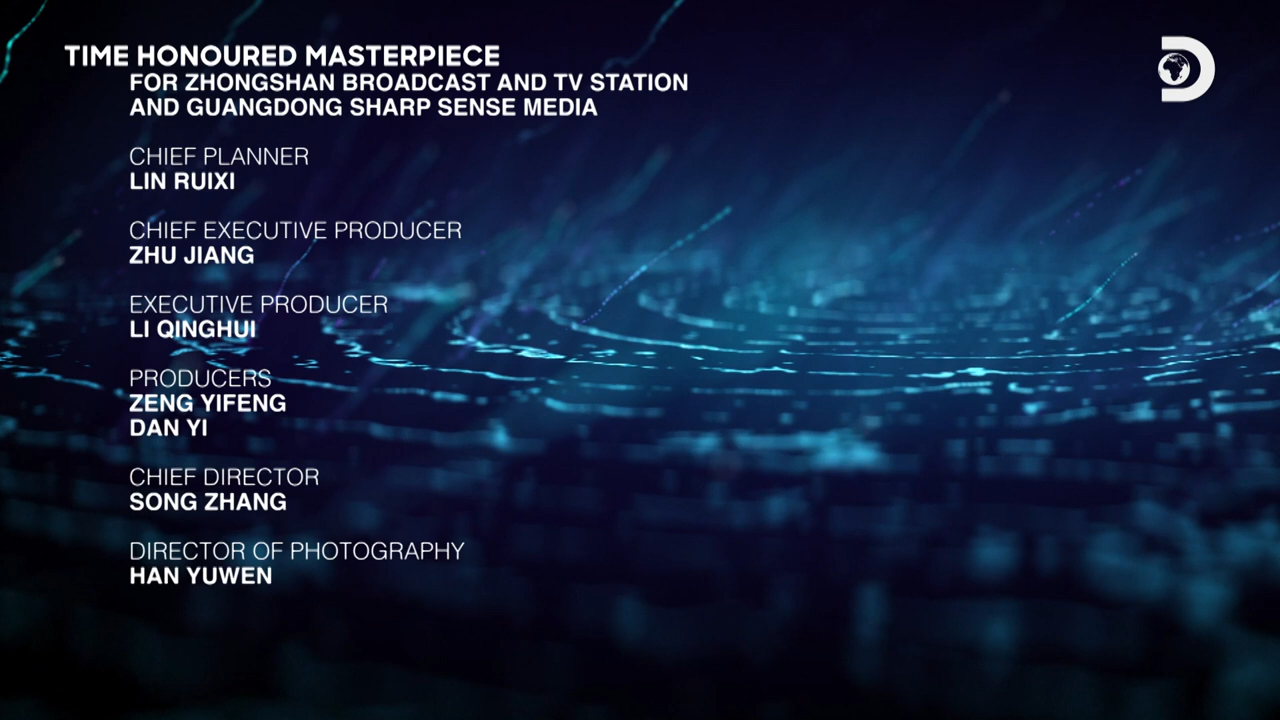 TIME HONOURED MASTERPIECE
FOR ZHONGSHAN BROADCAST AND TV STATION
AND GUANGDONG SHARP SENSE MEDIA
CHIEF PLANNER
LIN RUIXI
CHIEF EXECUTIVE PRODUCER
ZHU JIANG
EXECUTIVE PRODUCER
LI QINGHUI
PRODUCERS
ZENG YIFENG
DAN YI
CHIEF DIRECTOR
SONG ZHANG
DIRECTOR OF PHOTOGRAPHY
HAN YUWEN